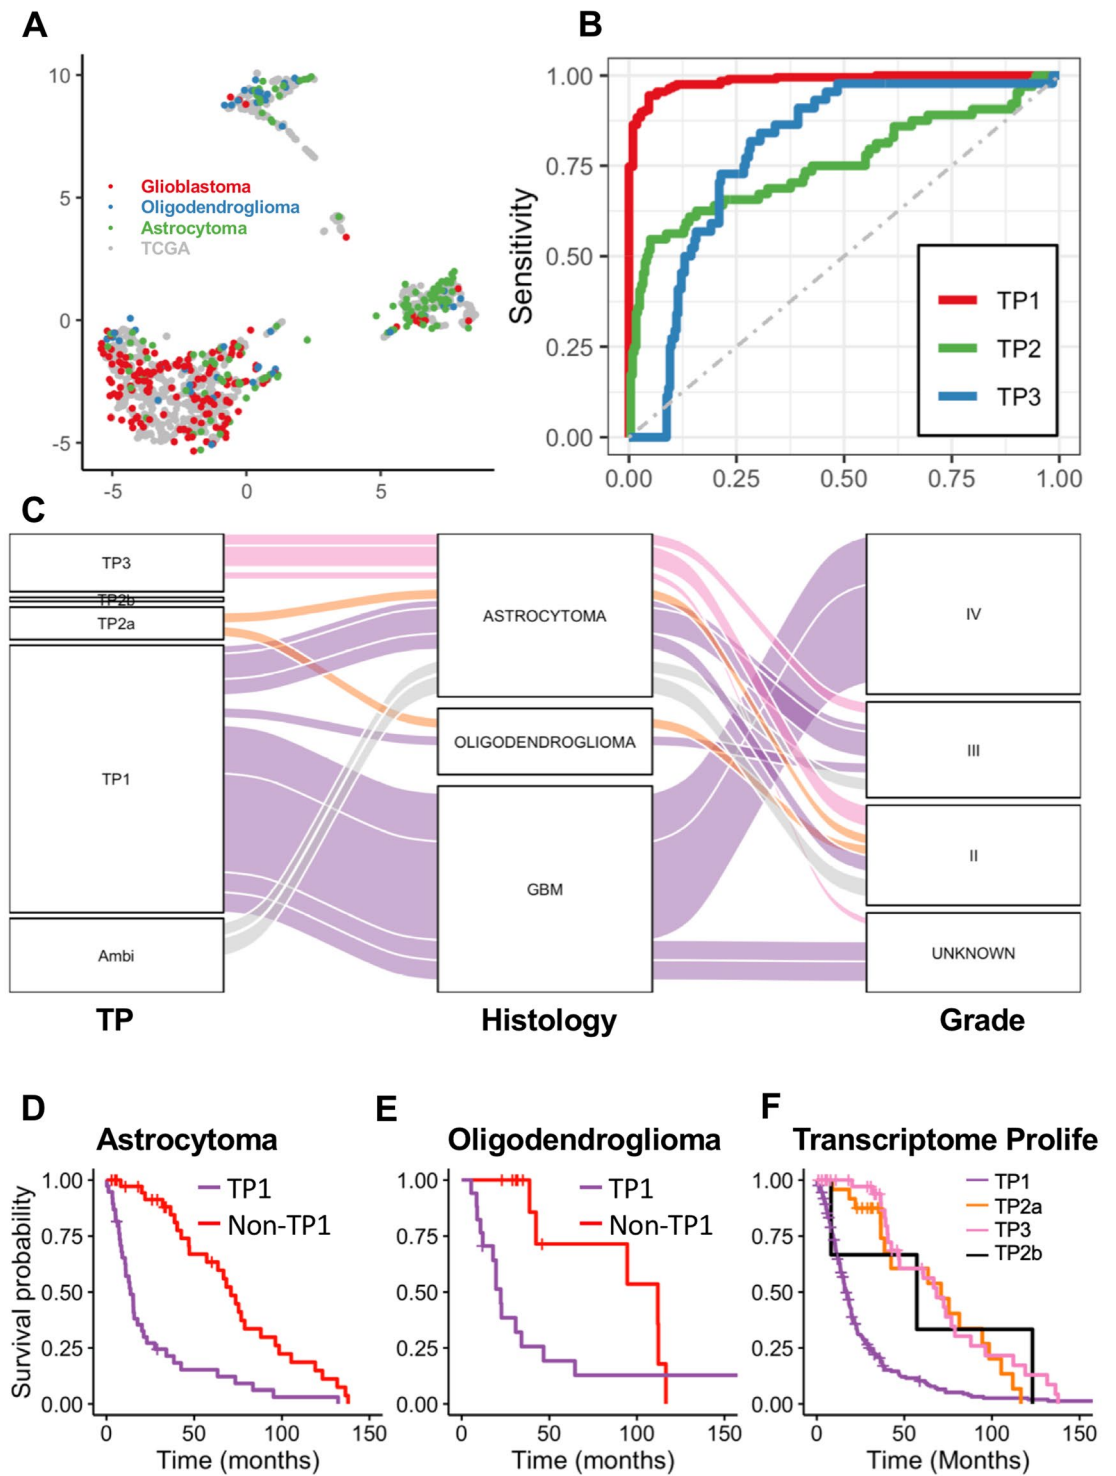 A
10
5
0
-5
-5
0
5
Glioblastoma
Oligodendroglioma
Astrocytoma
TCGA
B
Sensitivity
1.00
0.75
0.50
0.25
0.00
0.00
0.25
0.50
0.75
1.00
TP1
TP2
TP3
C
TP3
TP2b
TP2a
TP1
Ambi
ASTROCYTOMA
OLIGODENDROGLIOMA
GBM
IV
III
II
UNKNOWN
TP
Histology
Grade
D
Astrocytoma
Survival probability
1.00
0.75
0.50
0.25
0.00
TP1
Non-TP1
0
50
100
150
Time (months)
E
Oligodendroglioma
1.00
0.75
0.50
0.25
0.00
TP1
Non-TP1
0
50
100
150
Time (months)
F
Transcriptome Profile
1.00
0.75
0.50
0.25
0.00
TP1
TP2a
TP3
TP2b
0
50
100
150
Time (Months)